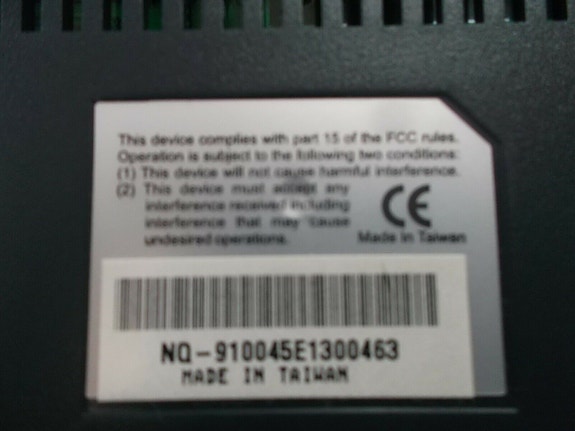 This device complies with part 15 of the FCC rules.
Operation is subject to the following two conditions:
(1) This device will not cause harmful interference.
(2) This device must accept any
interference received including
interference that may cause
undesired operations.
CE
Made in Taiwan
NQ-910045E1300463
MADE IN TAIWAN